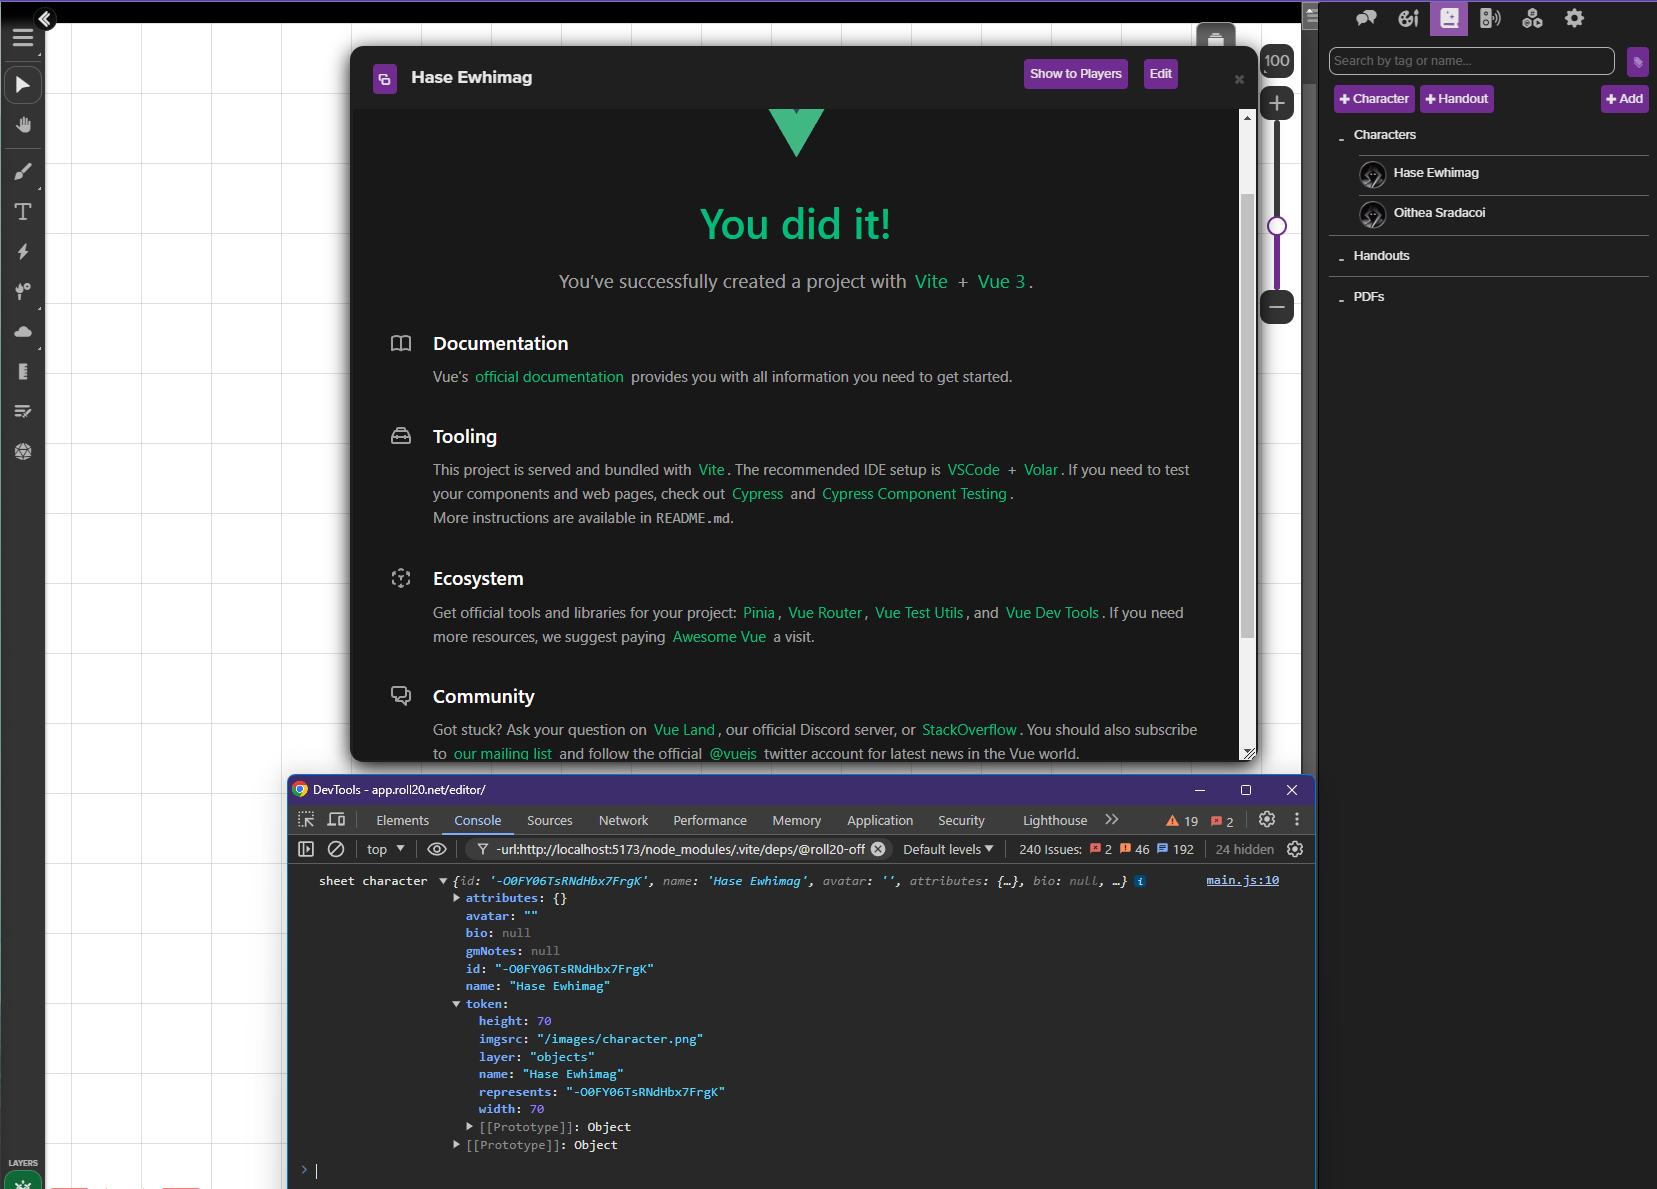 Hase Ewhimag
Show to Players
Edit
100
You did it!
You've successfully created a project with Vite + Vue 3.
Documentation
Vue's official documentation provides you with all information you need to get started.
Tooling
This project is served and bundled with Vite. The recommended IDE setup is VSCode + Volar. If you need to test
your components and web pages, check out Cypress and Cypress Component Testing.
More instructions are available in README.md.
Ecosystem
Get official tools and libraries for your project: Pinia, Vue Router, Vue Test Utils, and Vue Dev Tools. If you need
more resources, we suggest paying Awesome Vue a visit.
Community
Got stuck? Ask your question on Vue Land, our official Discord server, or StackOverflow. You should also subscribe
to our mailing list and follow the official @vuejs twitter account for latest news in the Vue world.
Search by tag or name...
+ Character
+ Handout
+ Add
Characters
Hase Ewhimag
Oithea Sradacoi
Handouts
PDFs
LAYERS
DevTools - app.roll20.net/editor/
Elements Console Sources Network Performance Memory Application Security Lighthouse 19 2
top -url:http://localhost:5173/node_modules/.vite/deps/@roll20-off Default levels 240 Issues: 2 46 192 24 hidden
sheet character {id: '-O0FY06TsRNdHbx7FrgK', name: 'Hase Ewhimag', avatar: '', attributes: {…}, bio: null, …} i main.js:10
attributes: {}
avatar: ""
bio: null
gmNotes: null
id: "-O0FY06TsRNdHbx7FrgK"
name: "Hase Ewhimag"
token:
height: 70
imgsrc: "/images/character.png"
layer: "objects"
name: "Hase Ewhimag"
represents: "-O0FY06TsRNdHbx7FrgK"
width: 70
[[Prototype]]: Object
[[Prototype]]: Object